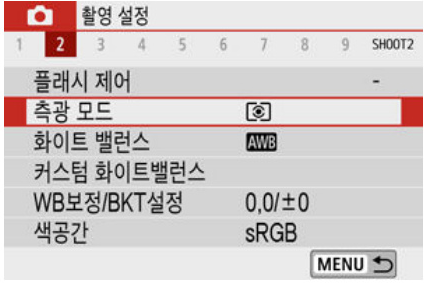 촬영 설정
1 2 3 4 5 6 7 8 9 SHOOT2
플래시 제어 -
측광 모드
화이트 밸런스 AWB
커스텀 화이트밸런스
WB보정/BKT설정 0,0/±0
색공간 sRGB
MENU